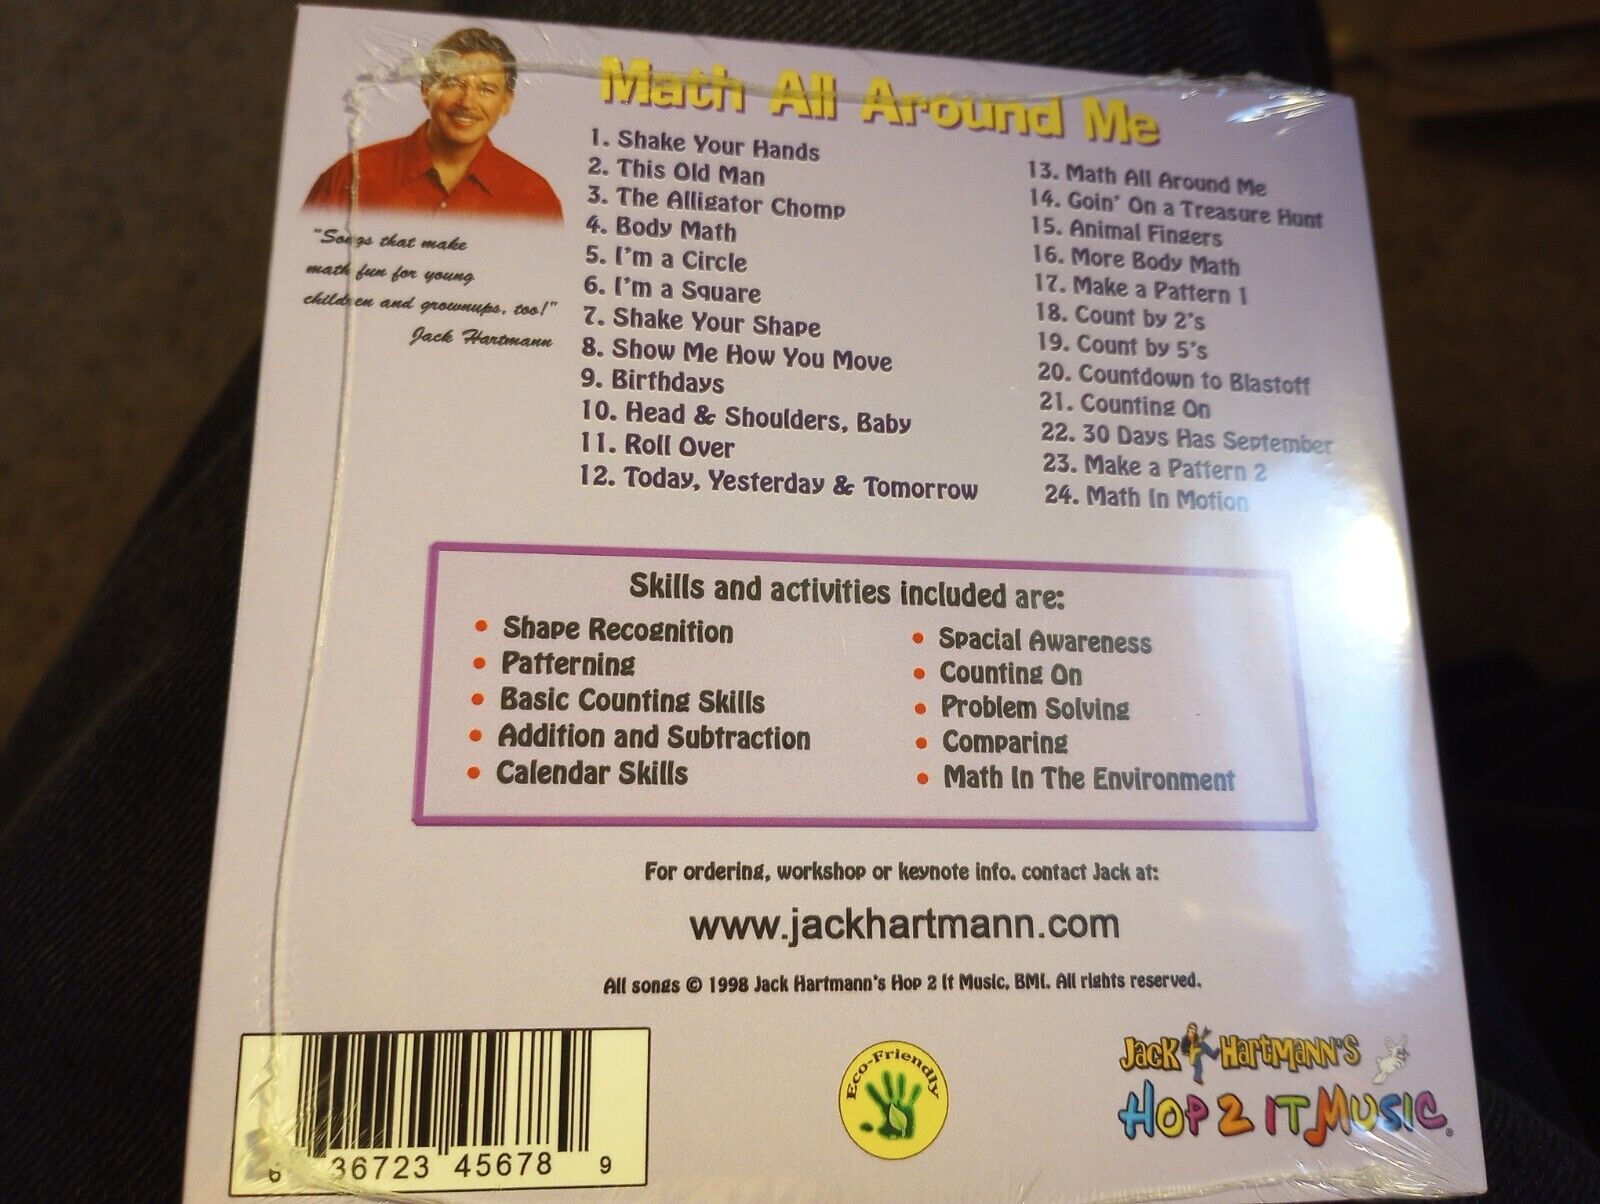 Math All Around Me
"Songs that make
math fun for young
children and grownups, too!"
Jack Hartmann
1. Shake Your Hands
2. This Old Man
3. The Alligator Chomp
4. Body Math
5. I'm a Circle
6. I'm a Square
7. Shake Your Shape
8. Show Me How You Move
9. Birthdays
10. Head & Shoulders, Baby
11. Roll Over
12. Today, Yesterday & Tomorrow
13. Math All Around Me
14. Goin' On a Treasure Hunt
15. Animal Fingers
16. More Body Math
17. Make a Pattern 1
18. Count by 2's
19. Count by 5's
20. Countdown to Blastoff
21. Counting On
22. 30 Days Has September
23. Make a Pattern 2
24. Math In Motion
Skills and activities included are:
• Shape Recognition
• Patterning
• Basic Counting Skills
• Addition and Subtraction
• Calendar Skills
• Spacial Awareness
• Counting On
• Problem Solving
• Comparing
• Math In The Environment
For ordering, workshop or keynote info. contact Jack at:
www.jackhartmann.com
All songs © 1998 Jack Hartmann's Hop 2 It Music, BMI. All rights reserved.
6 36723 45678 9
Eco-Friendly
Jack Hartmann's
Hop 2 It Music®